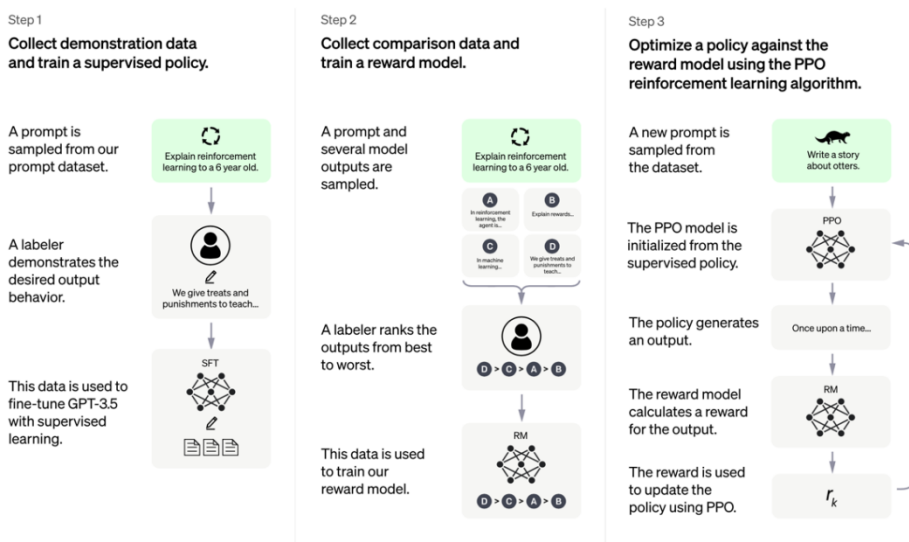 Step 1
Collect demonstration data
and train a supervised policy.
A prompt is
sampled from our
prompt dataset.
Explain reinforcement
learning to a 6 year old.
A labeler
demonstrates the
desired output
behavior.
We give treats and
punishments to teach...
This data is used to
fine-tune GPT-3.5
with supervised
learning.
SFT
Step 2
Collect comparison data and
train a reward model.
A prompt and
several model
outputs are
sampled.
Explain reinforcement
learning to a 6 year old.
A
In reinforcement
learning, the
agent is...
B
Explain rewards...
C
In machine
learning...
D
We give treats and
punishments to
teach...
A labeler ranks the
outputs from best
to worst.
D > C > A > B
This data is used
to train our
reward model.
RM
D > C > A > B
Step 3
Optimize a policy against the
reward model using the PPO
reinforcement learning algorithm.
A new prompt is
sampled from
the dataset.
Write a story
about otters.
The PPO model is
initialized from the
supervised policy.
PPO
The policy generates
an output.
Once upon a time...
The reward model
calculates a reward
for the output.
RM
The reward is used
to update the
policy using PPO.
rk